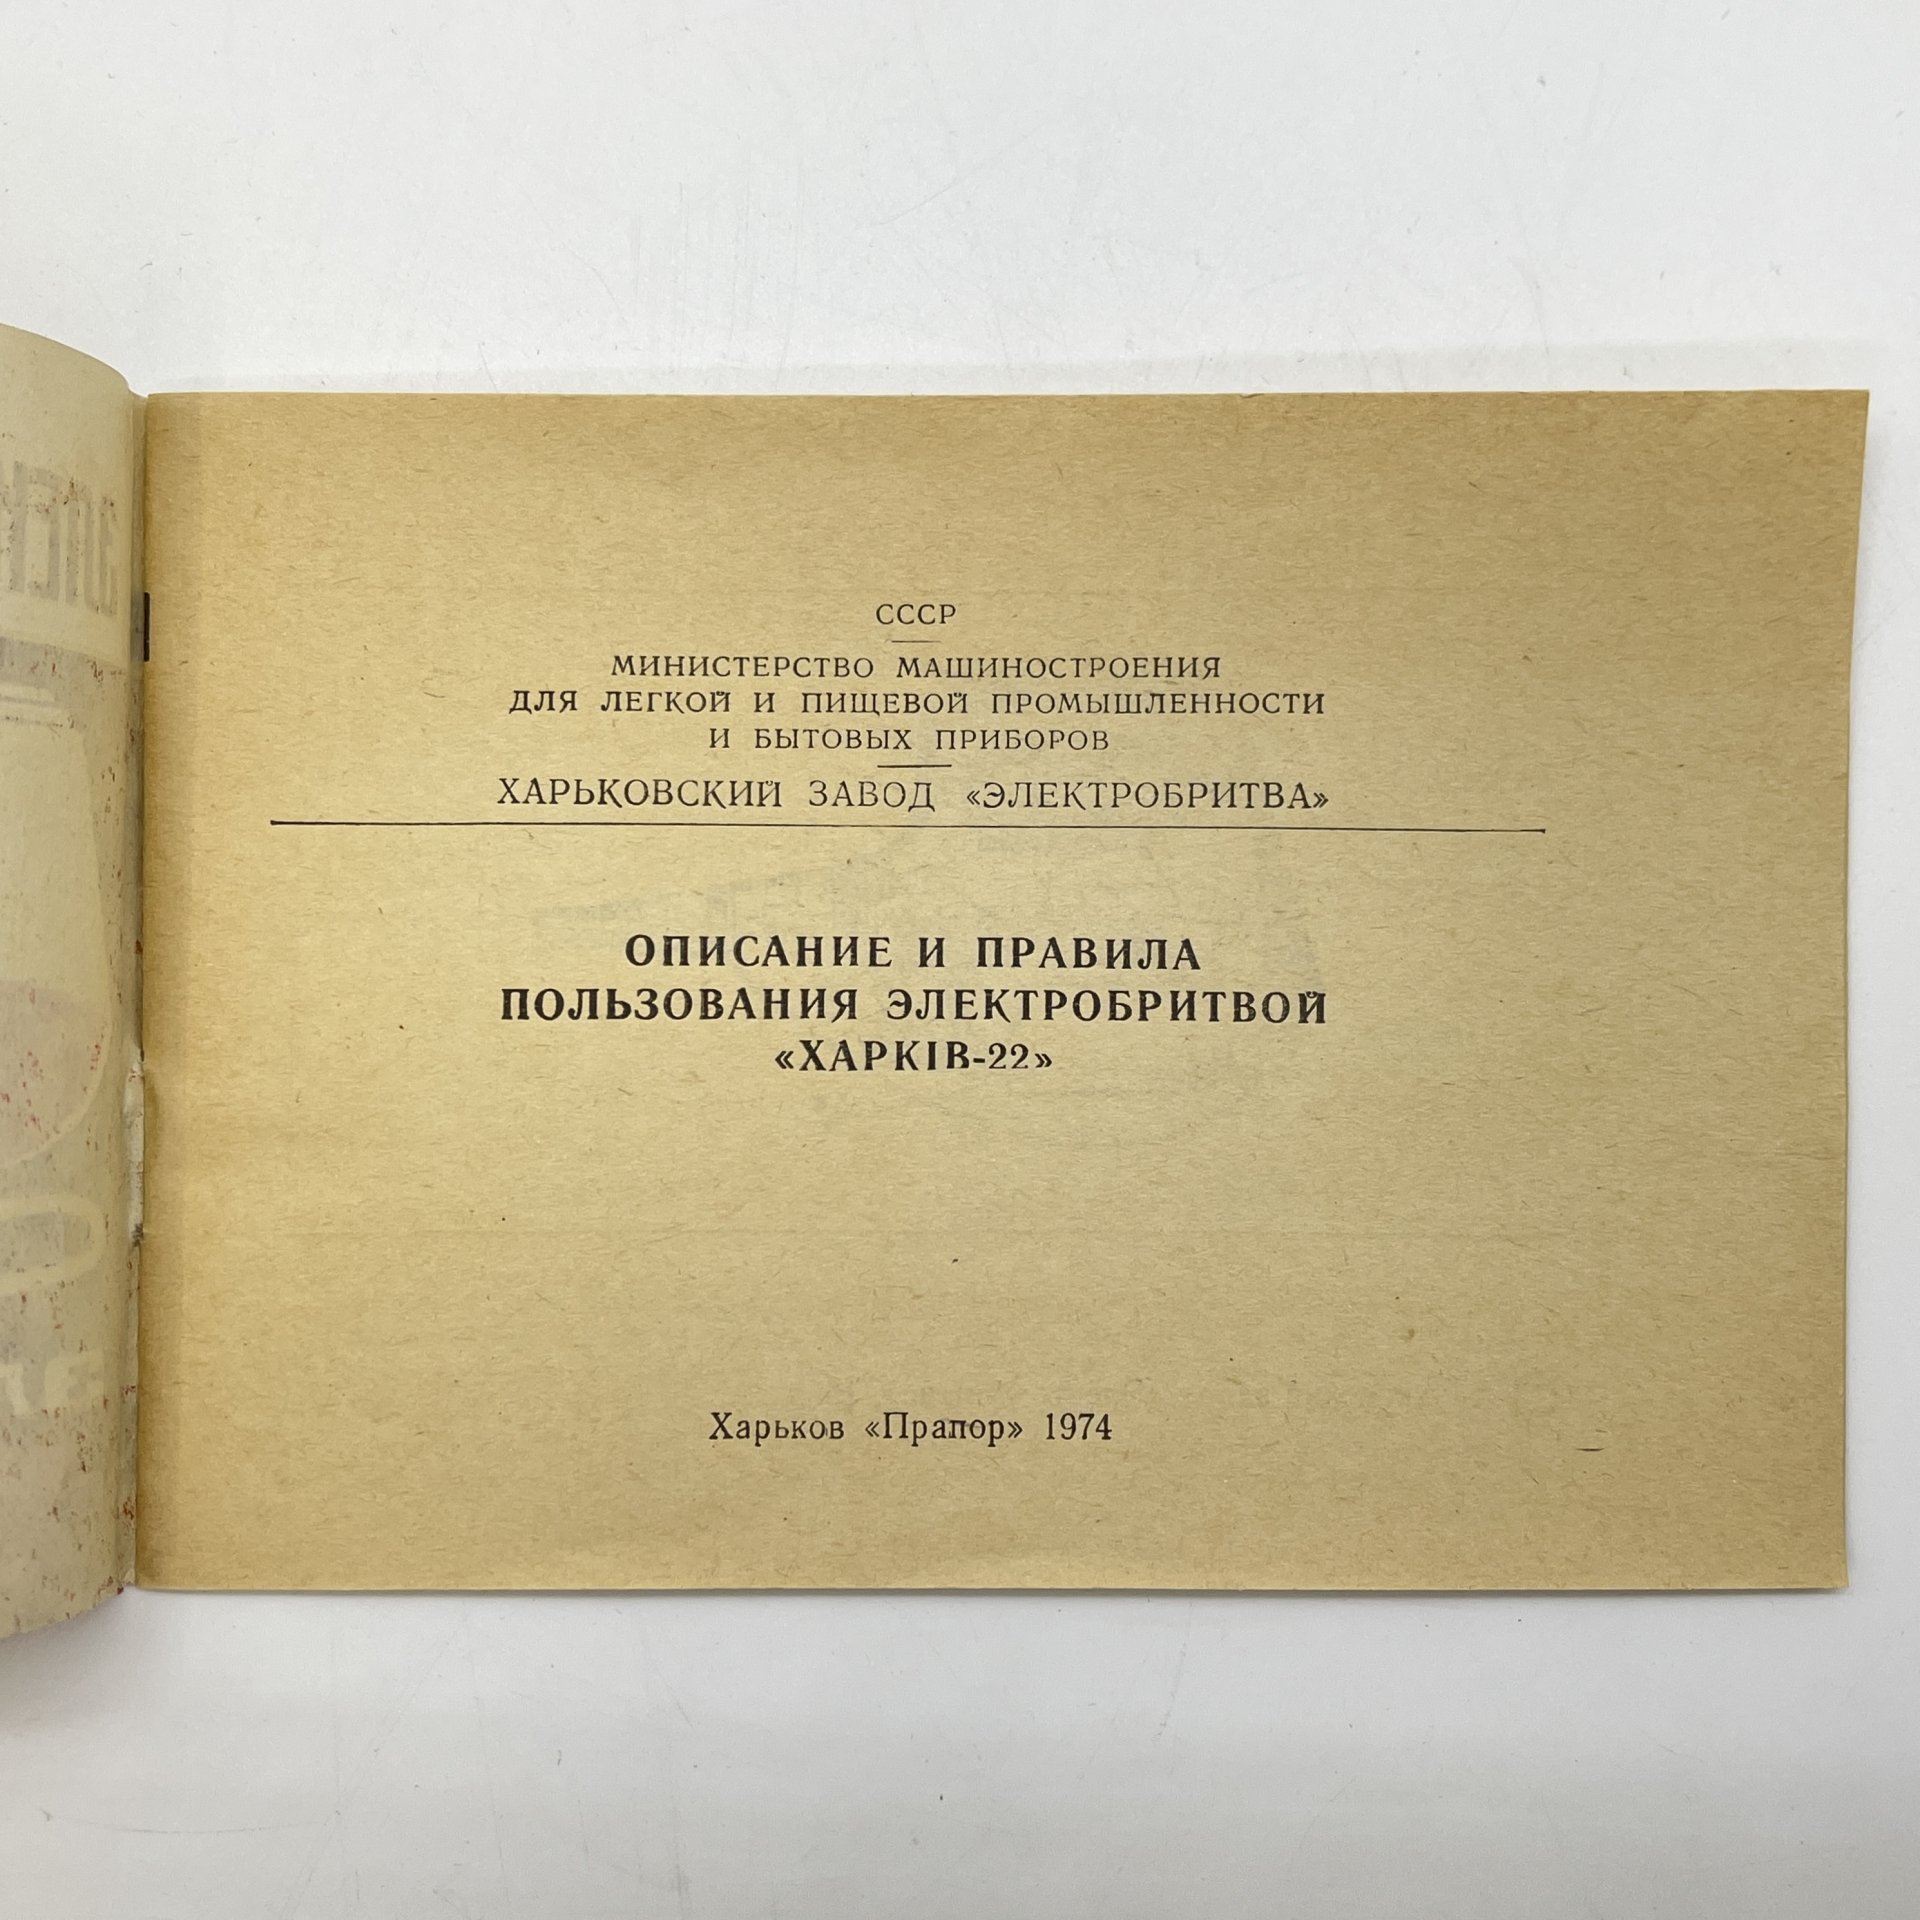 СССР
МИНИСТЕРСТВО МАШИНОСТРОЕНИЯ
ДЛЯ ЛЕГКОЙ И ПИЩЕВОЙ ПРОМЫШЛЕННОСТИ
И БЫТОВЫХ ПРИБОРОВ
ХАРЬКОВСКИЙ ЗАВОД «ЭЛЕКТРОБРИТВА»
ОПИСАНИЕ И ПРАВИЛА
ПОЛЬЗОВАНИЯ ЭЛЕКТРОБРИТВОЙ
«ХАРКІВ-22»
Харьков «Прапор» 1974